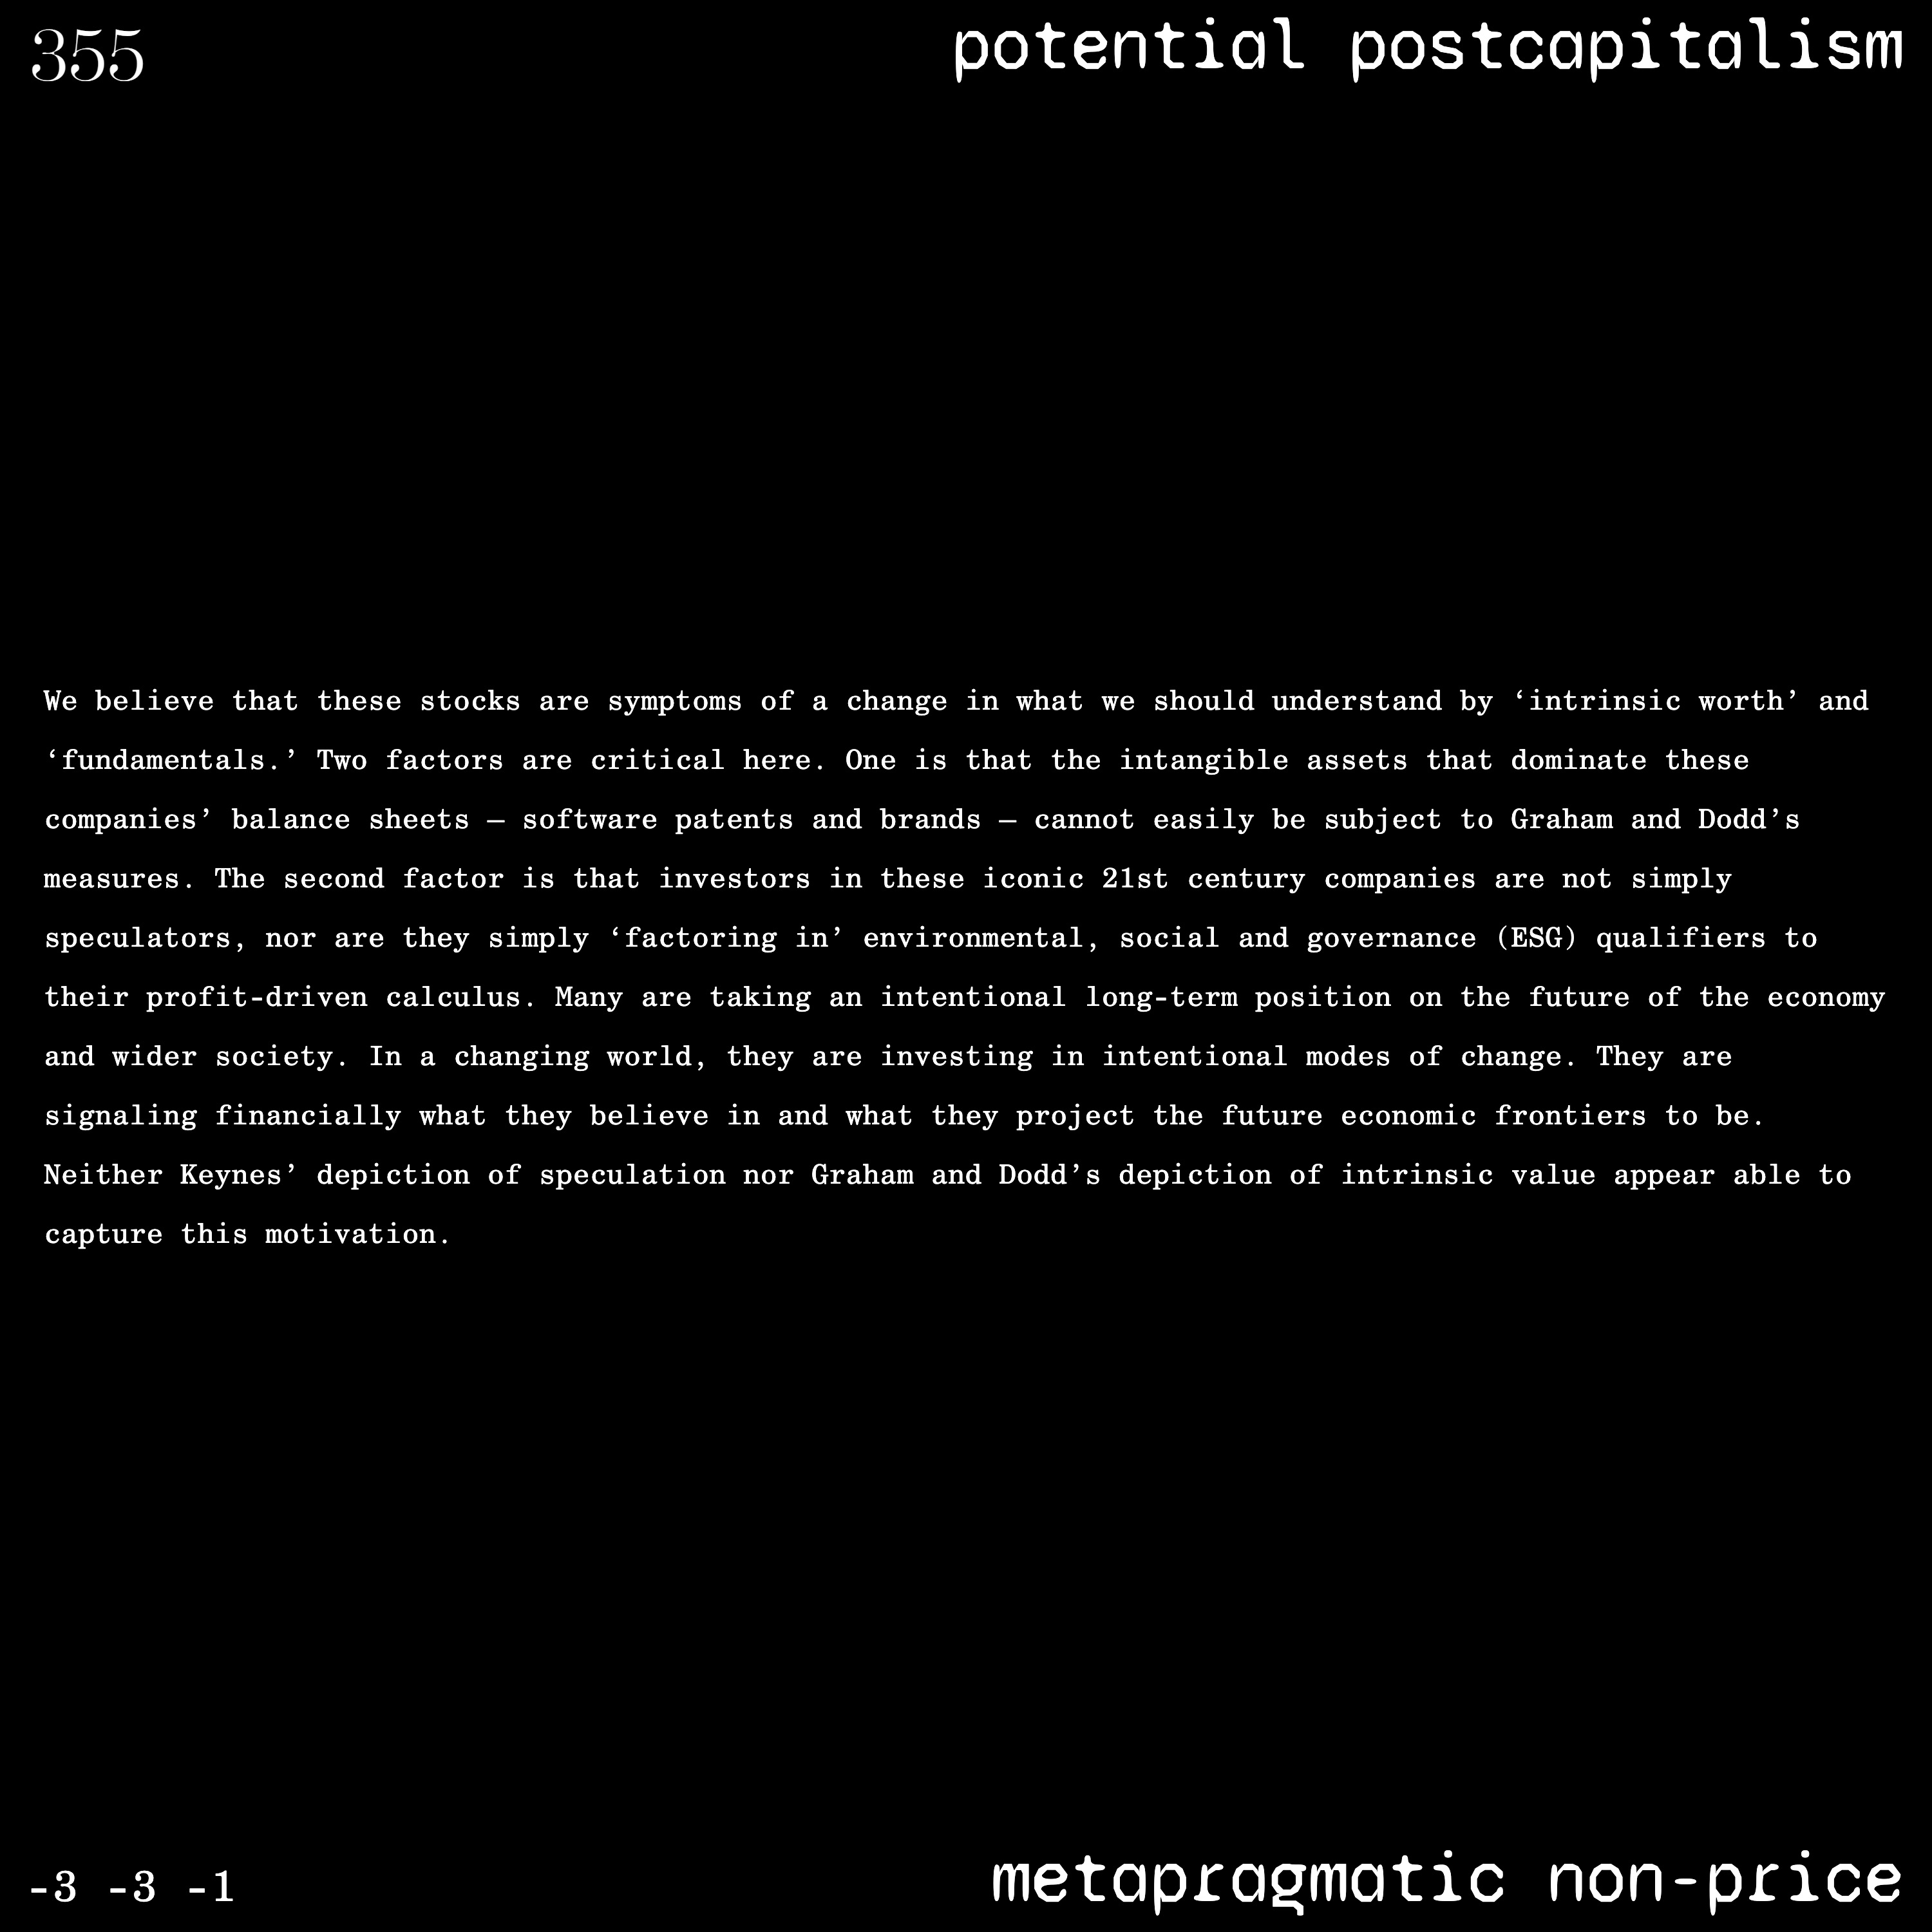 355
potential postcapitalism
We believe that these stocks are symptoms of a change in what we should understand by ‘intrinsic worth’ and
‘fundamentals.’ Two factors are critical here. One is that the intangible assets that dominate these
companies’ balance sheets – software patents and brands – cannot easily be subject to Graham and Dodd’s
measures. The second factor is that investors in these iconic 21st century companies are not simply
speculators, nor are they simply ‘factoring in’ environmental, social and governance (ESG) qualifiers to
their profit-driven calculus. Many are taking an intentional long-term position on the future of the economy
and wider society. In a changing world, they are investing in intentional modes of change. They are
signaling financially what they believe in and what they project the future economic frontiers to be.
Neither Keynes’ depiction of speculation nor Graham and Dodd’s depiction of intrinsic value appear able to
capture this motivation.
-3 -3 -1
metapragmatic non-price